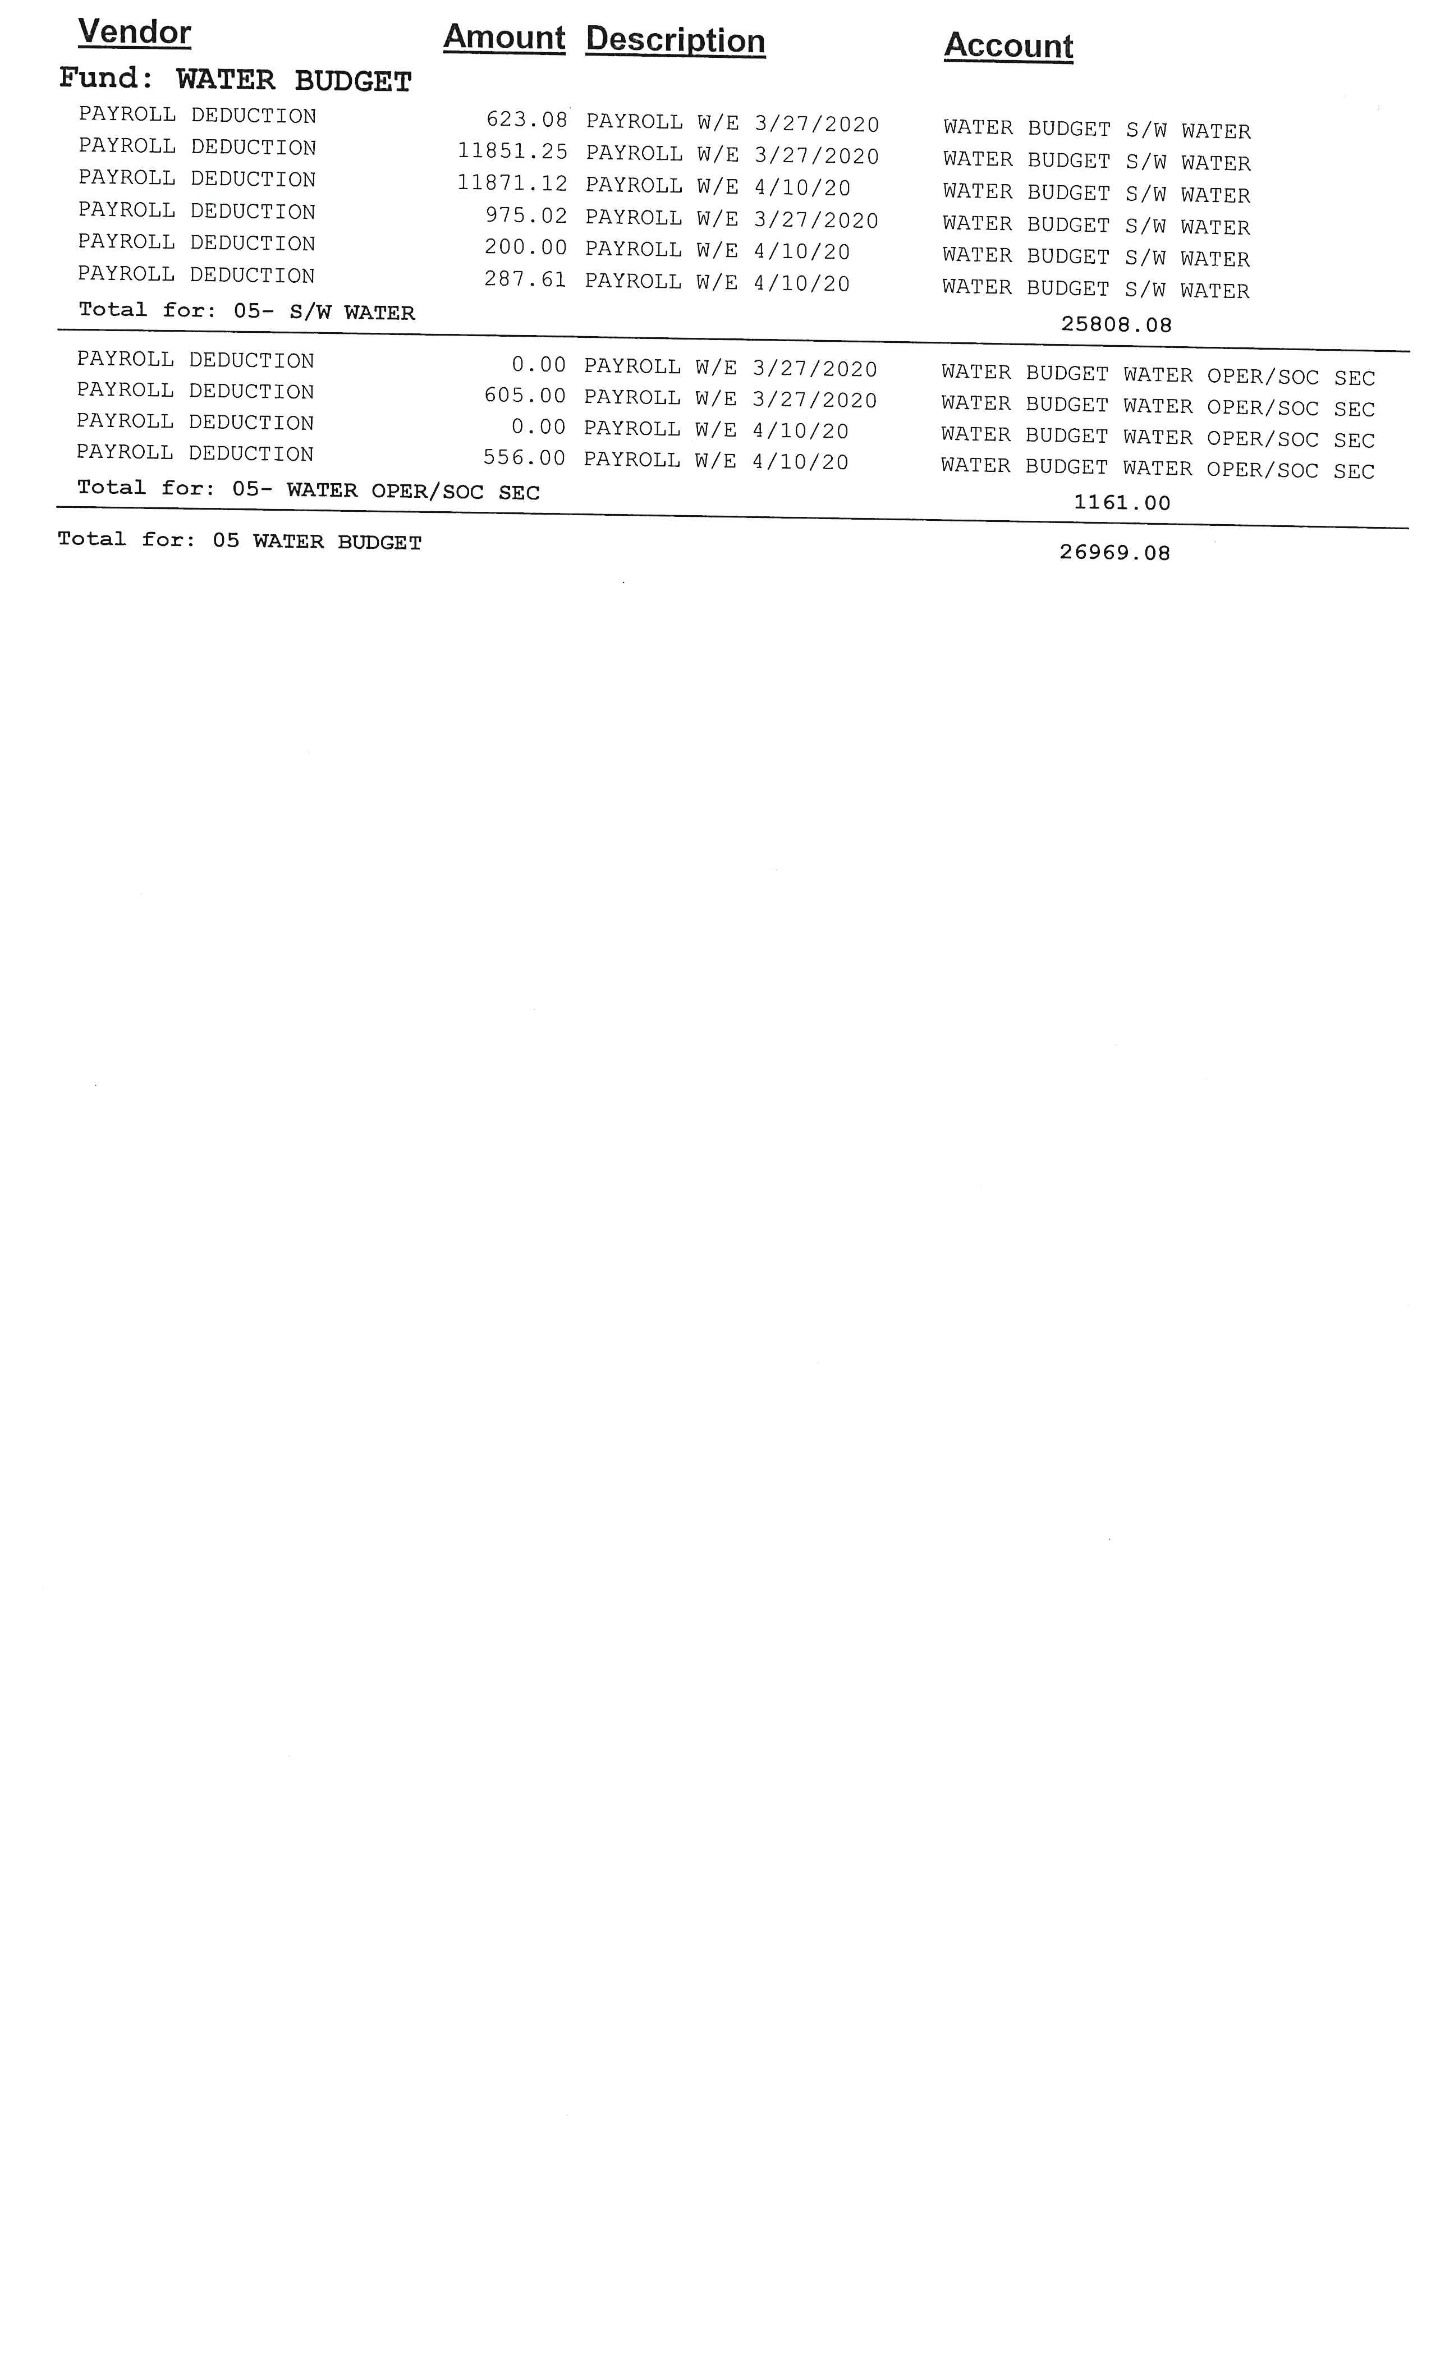 Vendor Amount Description Account
Fund: WATER BUDGET
PAYROLL DEDUCTION 623.08 PAYROLL W/E 3/27/2020 WATER BUDGET S/W WATER
PAYROLL DEDUCTION 11851.25 PAYROLL W/E 3/27/2020 WATER BUDGET S/W WATER
PAYROLL DEDUCTION 11871.12 PAYROLL W/E 4/10/20 WATER BUDGET S/W WATER
PAYROLL DEDUCTION 975.02 PAYROLL W/E 3/27/2020 WATER BUDGET S/W WATER
PAYROLL DEDUCTION 200.00 PAYROLL W/E 4/10/20 WATER BUDGET S/W WATER
PAYROLL DEDUCTION 287.61 PAYROLL W/E 4/10/20 WATER BUDGET S/W WATER
Total for: 05- S/W WATER 25808.08
PAYROLL DEDUCTION 0.00 PAYROLL W/E 3/27/2020 WATER BUDGET WATER OPER/SOC SEC
PAYROLL DEDUCTION 605.00 PAYROLL W/E 3/27/2020 WATER BUDGET WATER OPER/SOC SEC
PAYROLL DEDUCTION 0.00 PAYROLL W/E 4/10/20 WATER BUDGET WATER OPER/SOC SEC
PAYROLL DEDUCTION 556.00 PAYROLL W/E 4/10/20 WATER BUDGET WATER OPER/SOC SEC
Total for: 05- WATER OPER/SOC SEC 1161.00
Total for: 05 WATER BUDGET 26969.08